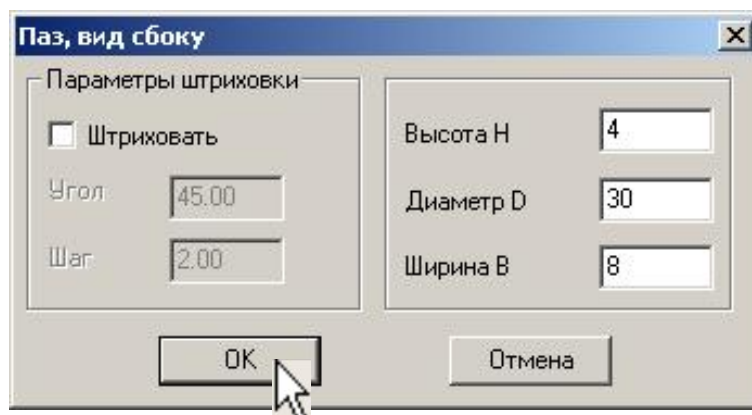 Паз, вид сбоку
Параметры штриховки
Штриховать
Угол 45.00
Шаг 2.00
Высота H 4
Диаметр D 30
Ширина B 8
OK Отмена